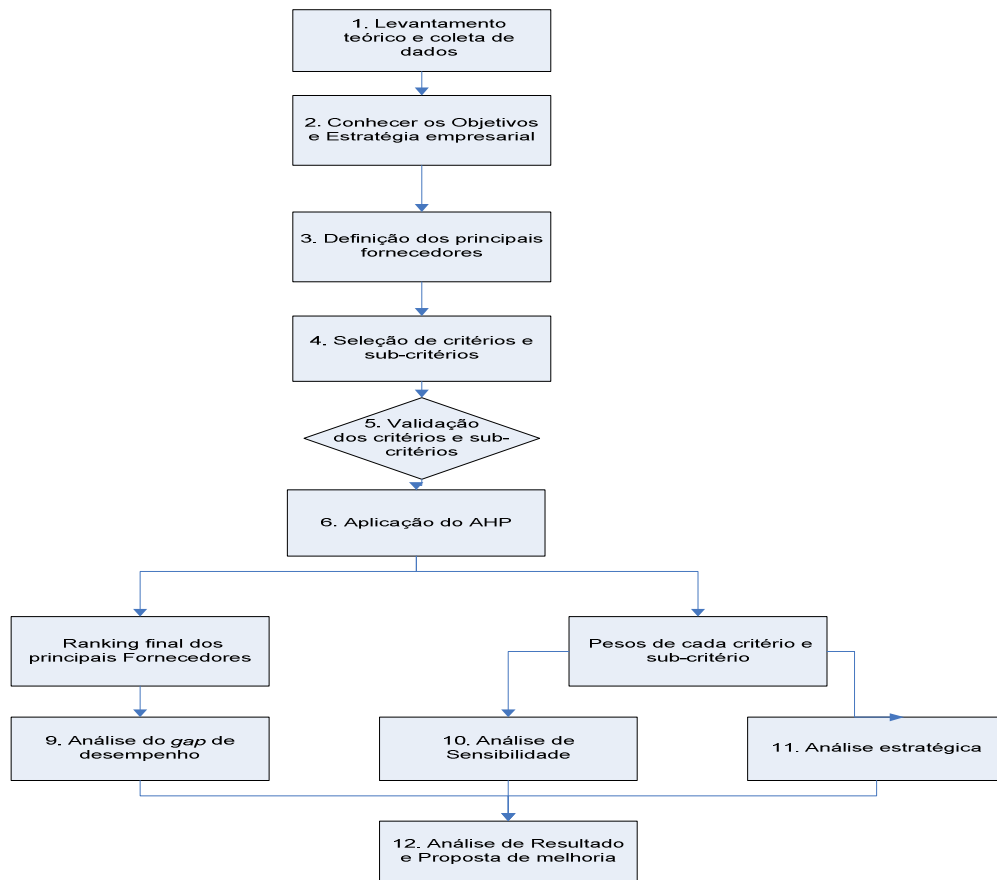 1. Levantamento
teórico e coleta de
dados
2. Conhecer os Objetivos
e Estratégia empresarial
3. Definição dos principais
fornecedores
4. Seleção de critérios e
sub-critérios
5. Validação
dos critérios e sub-
critérios
6. Aplicação do AHP
Ranking final dos
principais Fornecedores
Pesos de cada critério e
sub-critério
9. Análise do gap de
desempenho
10. Análise de
Sensibilidade
11. Análise estratégica
12. Análise de Resultado
e Proposta de melhoria